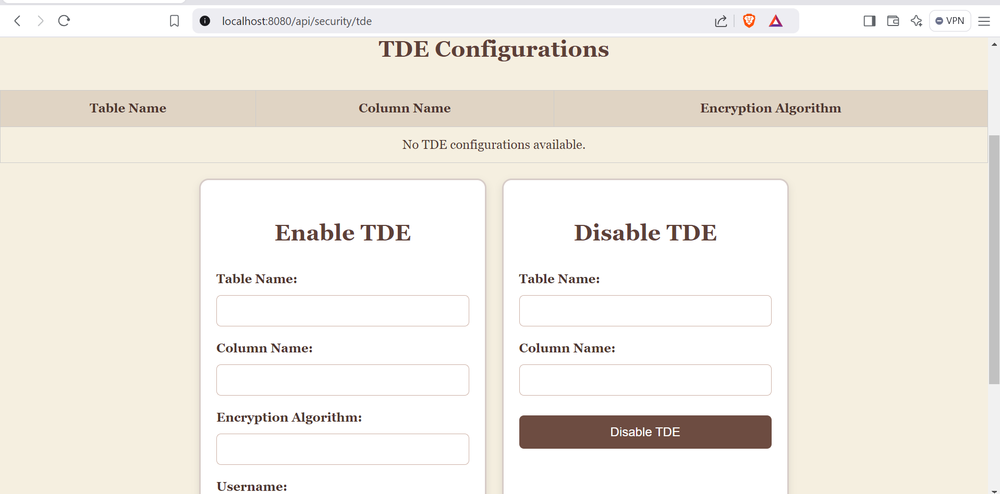 localhost:8080/api/security/tde
VPN
TDE Configurations
Table Name Column Name Encryption Algorithm
No TDE configurations available.
Enable TDE
Table Name:
Column Name:
Encryption Algorithm:
Username:
Disable TDE
Table Name:
Column Name:
Disable TDE